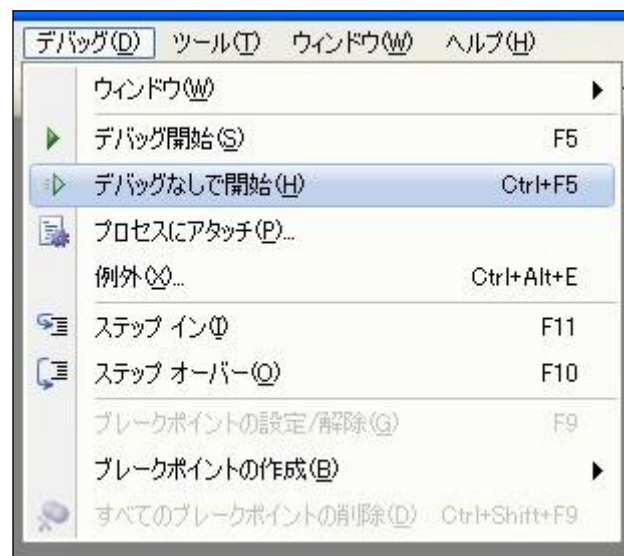 デバッグ(D) ツール(T) ウィンドウ(W) ヘルプ(H)
ウィンドウ(W)
デバッグ開始(S) F5
デバッグなしで開始(H) Ctrl+F5
プロセスにアタッチ(P)...
例外(X)... Ctrl+Alt+E
ステップ イン(I) F11
ステップ オーバー(O) F10
ブレークポイントの設定/解除(G) F9
ブレークポイントの作成(B)
すべてのブレークポイントの削除(D) Ctrl+Shift+F9